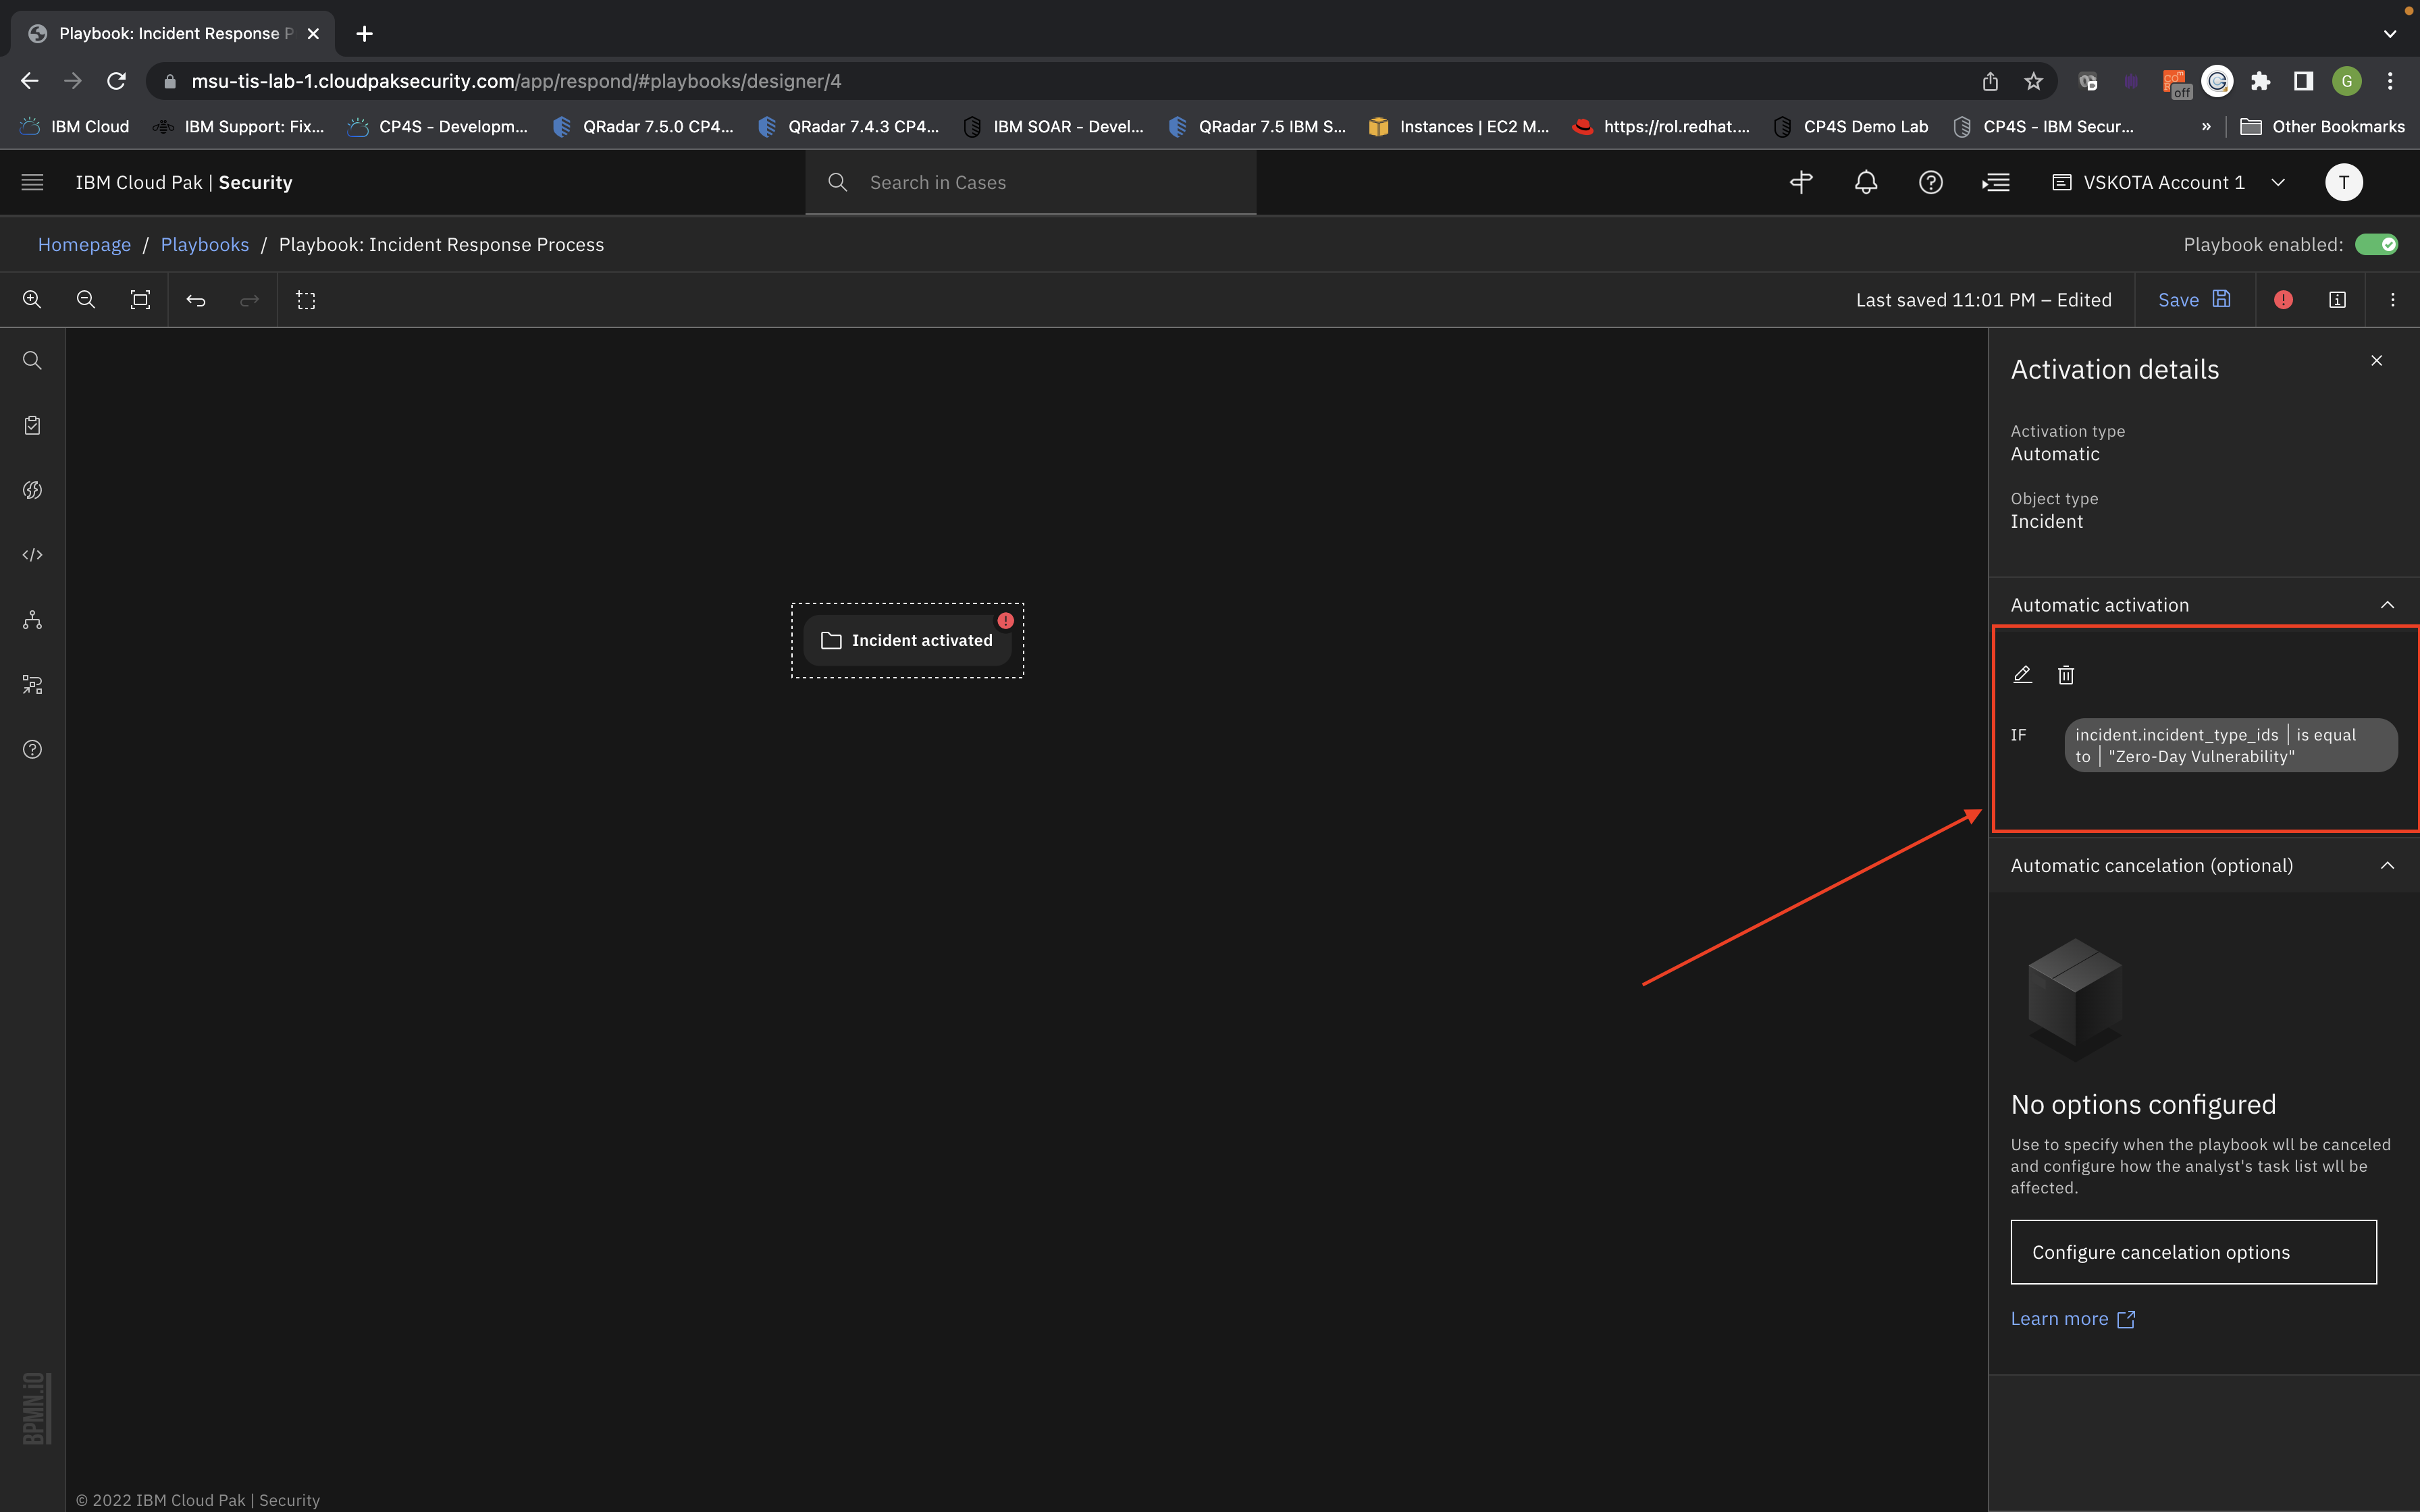 Playbook: Incident Response P
msu-tis-lab-1.cloudpaksecurity.com/app/respond/#playbooks/designer/4
off
G
IBM Cloud
IBM Support: Fix...
CP4S - Developm...
QRadar 7.5.0 CP4...
QRadar 7.4.3 CP4...
IBM SOAR - Devel...
QRadar 7.5 IBM S...
Instances | EC2 M...
https://rol.redhat....
CP4S Demo Lab
CP4S - IBM Secur...
»
Other Bookmarks
IBM Cloud Pak | Security
Search in Cases
VSKOTA Account 1
T
Homepage / Playbooks / Playbook: Incident Response Process
Playbook enabled:
Last saved 11:01 PM – Edited
Save
Activation details
Activation type
Automatic
Object type
Incident
Automatic activation
Incident activated
IF
incident.incident_type_ids | is equal
to | "Zero-Day Vulnerability"
Automatic cancelation (optional)
No options configured
Use to specify when the playbook wll be canceled
and configure how the analyst's task list wll be
affected.
Configure cancelation options
Learn more
BPMN.iO
© 2022 IBM Cloud Pak | Security